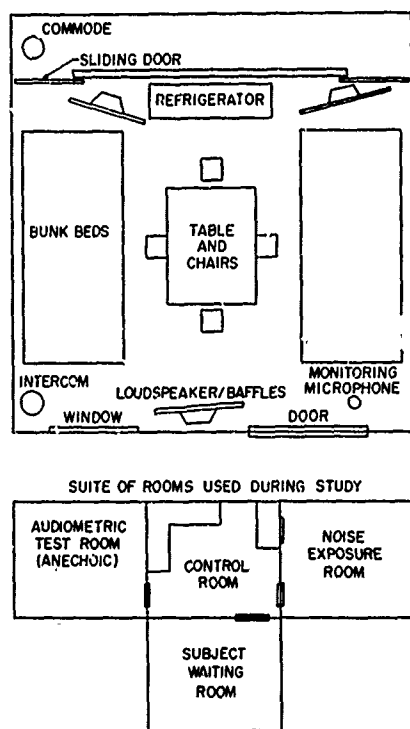 COMMODE
SLIDING DOOR
REFRIGERATOR
BUNK BEDS
TABLE
AND
CHAIRS
INTERCOM
LOUDSPEAKER/BAFFLES
MONITORING
MICROPHONE
WINDOW
DOOR
SUITE OF ROOMS USED DURING STUDY
AUDIOMETRIC
TEST ROOM
(ANECHOIC)
CONTROL
ROOM
NOISE
EXPOSURE
ROOM
SUBJECT
WAITING
ROOM